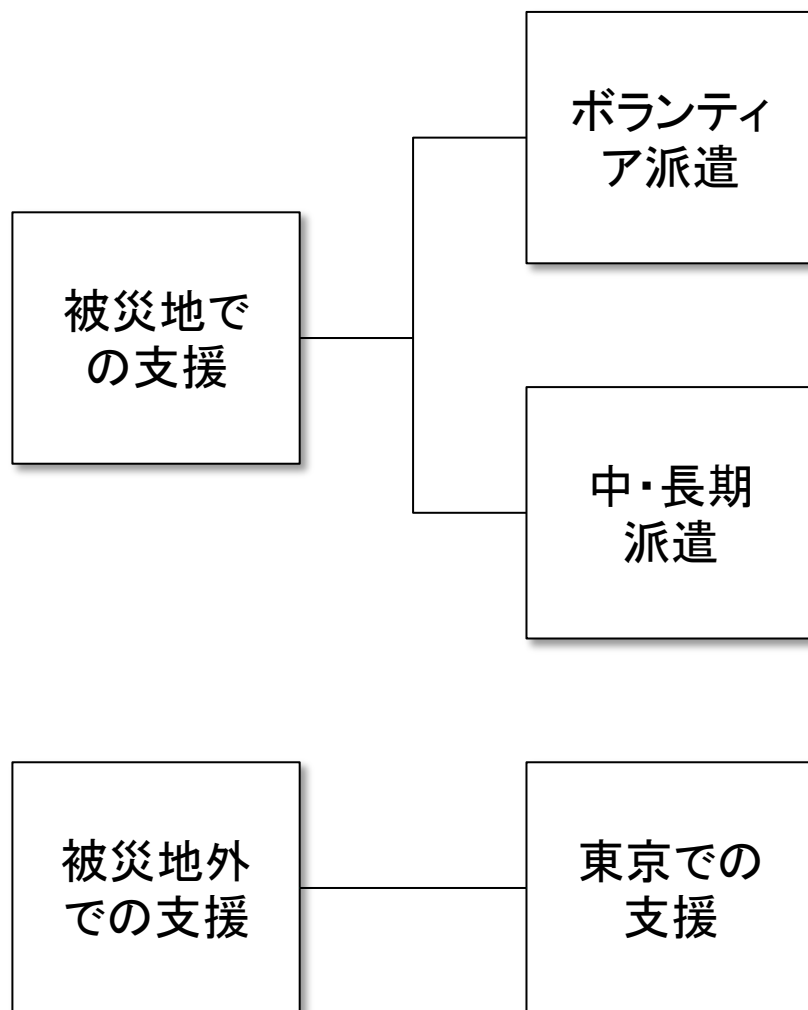 ボランティ
ア派遣
被災地で
の支援
中・長期
派遣
被災地外
での支援
東京での
支援